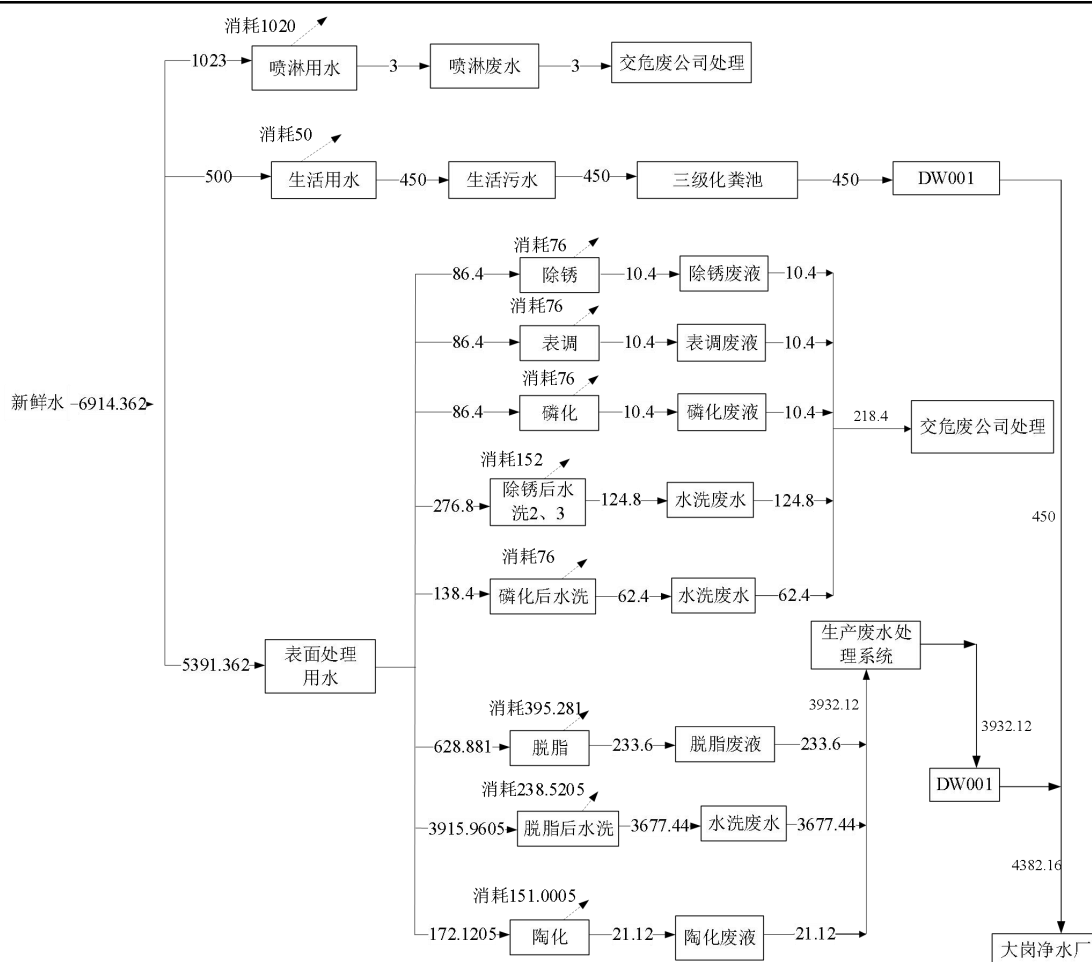 消耗1020
1023
喷淋用水
3
喷淋废水
3
交危废公司处理
消耗50
500
生活用水
450
生活污水
450
三级化粪池
450
DW001
消耗76
86.4
除锈
10.4
除锈废液
10.4
消耗76
86.4
表调
10.4
表调废液
10.4
新鲜水
6914.362
消耗76
86.4
磷化
10.4
磷化废液
10.4
218.4
交危废公司处理
消耗152
276.8
除锈后水
洗2、3
124.8
水洗废水
124.8
450
消耗76
138.4
磷化后水洗
62.4
水洗废水
62.4
5391.362
表面处理
用水
生产废水处
理系统
3932.12
3932.12
消耗395.281
628.881
脱脂
233.6
脱脂废液
233.6
DW001
消耗238.5205
3915.9605
脱脂后水洗
3677.44
水洗废水
3677.44
4382.16
消耗151.0005
172.1205
陶化
21.12
陶化废液
21.12
大岗净水厂